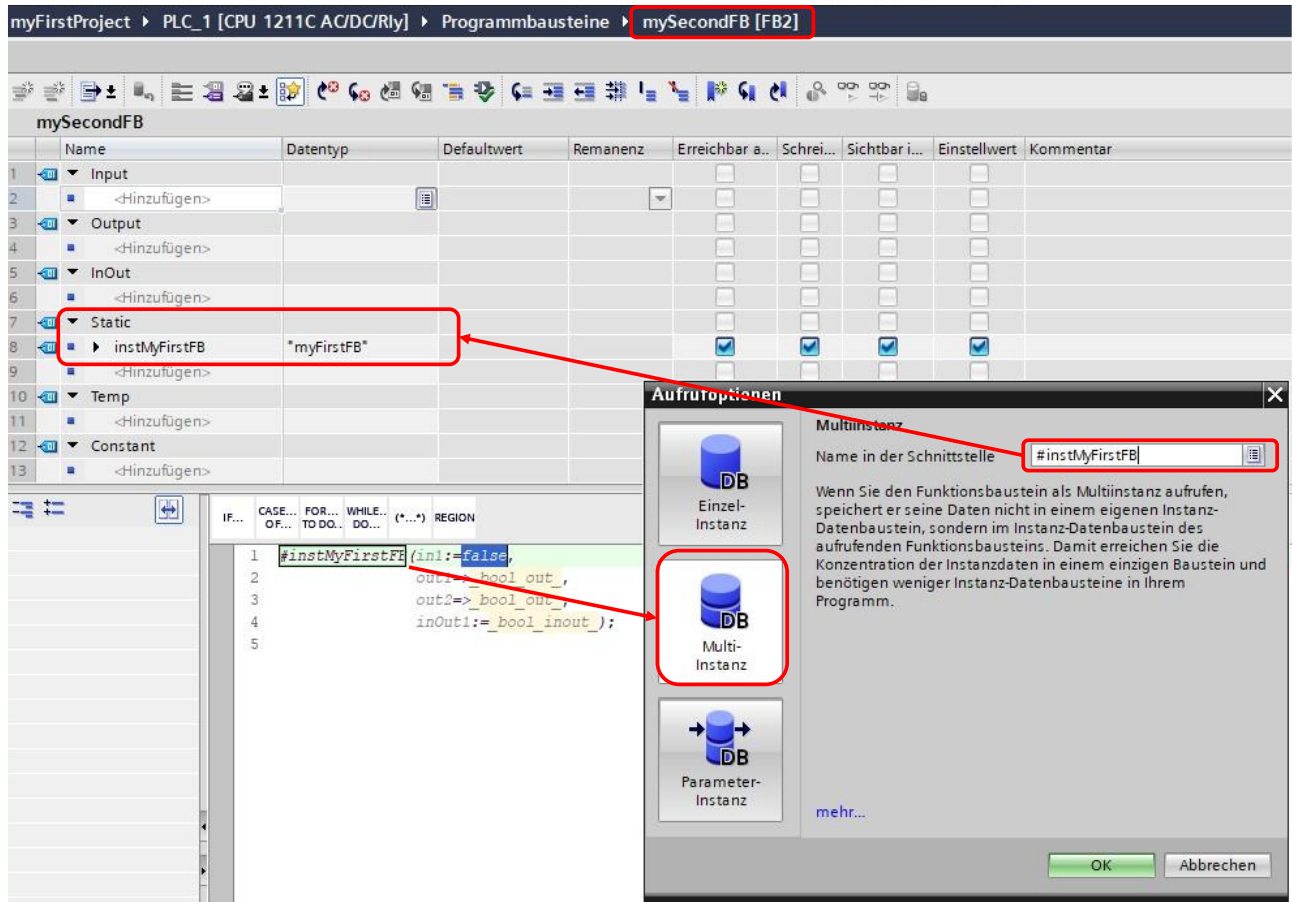 myFirstProject ▸ PLC_1 [CPU 1211C AC/DC/Rly] ▸ Programmbausteine ▸ mySecondFB [FB2]
mySecondFB
Name Datentyp Defaultwert Remanenz Erreichbar a... Schrei... Sichtbar i... Einstellwert Kommentar
1 Input
2 <Hinzufügen>
3 Output
4 <Hinzufügen>
5 InOut
6 <Hinzufügen>
7 Static
8 instMyFirstFB "myFirstFB"
9 <Hinzufügen>
10 Temp
11 <Hinzufügen>
12 Constant
13 <Hinzufügen>
IF... CASE... OF... FOR... TO DO... WHILE... DO... (*...*) REGION
1 #instMyFirstFB(in1:=false,
2 out1=>_bool_out_,
3 out2=>_bool_out_,
4 inOut1:=_bool_inout_);
5
Aufrufoptionen
Einzel-
Instanz
Multi-
Instanz
Parameter-
Instanz
DB
DB
DB
Multiinstanz
Name in der Schnittstelle #instMyFirstFB
Wenn Sie den Funktionsbaustein als Multiinstanz aufrufen,
speichert er seine Daten nicht in einem eigenen Instanz-
Datenbaustein, sondern im Instanz-Datenbaustein des
aufrufenden Funktionsbausteins. Damit erreichen Sie die
Konzentration der Instanzdaten in einem einzigen Baustein und
benötigen weniger Instanz-Datenbausteine in Ihrem
Programm.
mehr...
OK Abbrechen